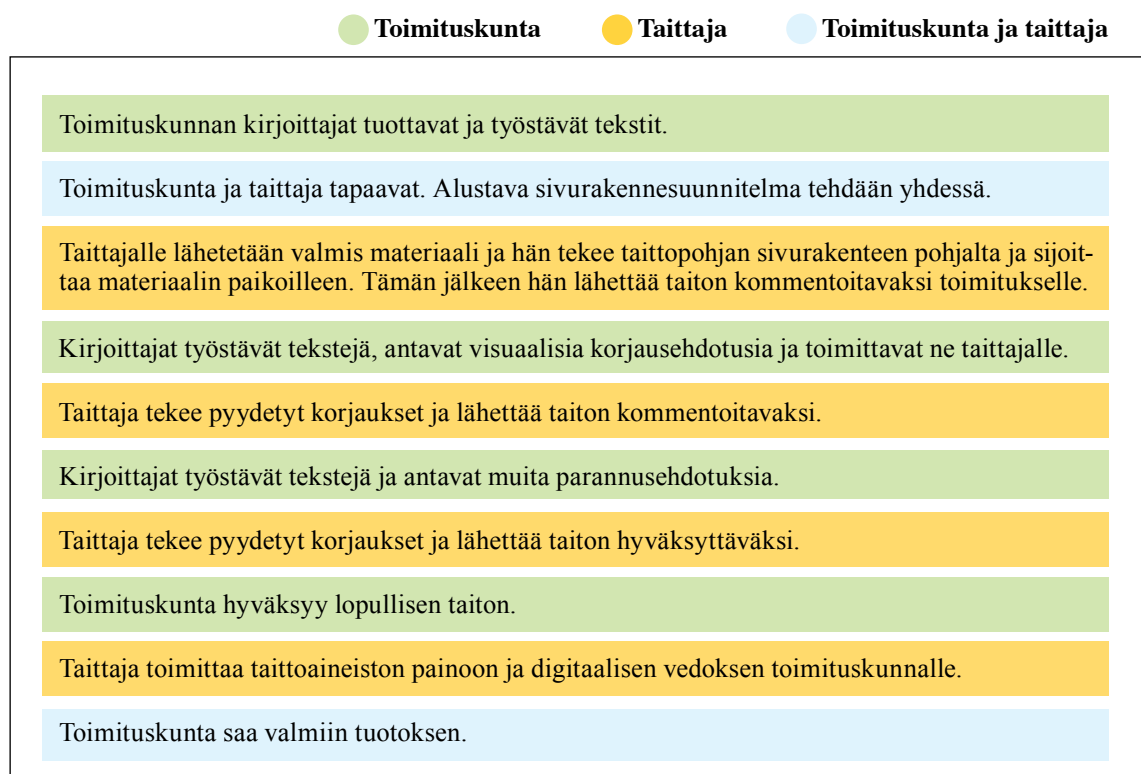 Toimituskunta Taittaja Toimituskunta ja taittaja
Toimituskunnan kirjoittajat tuottavat ja työstävät tekstit.
Toimituskunta ja taittaja tapaavat. Alustava sivurakennesuunnitelma tehdään yhdessä.
Taittajalle lähetetään valmis materiaali ja hän tekee taittopohjan sivurakenteen pohjalta ja sijoit-
taa materiaalin paikoilleen. Tämän jälkeen hän lähettää taiton kommentoitavaksi toimitukselle.
Kirjoittajat työstävät tekstejä, antavat visuaalisia korjausehdotusia ja toimittavat ne taittajalle.
Taittaja tekee pyydetyt korjaukset ja lähettää taiton kommentoitavaksi.
Kirjoittajat työstävät tekstejä ja antavat muita parannusehdotuksia.
Taittaja tekee pyydetyt korjaukset ja lähettää taiton hyväksyttäväksi.
Toimituskunta hyväksyy lopullisen taiton.
Taittaja toimittaa taittoaineiston painoon ja digitaalisen vedoksen toimituskunnalle.
Toimituskunta saa valmiin tuotoksen.